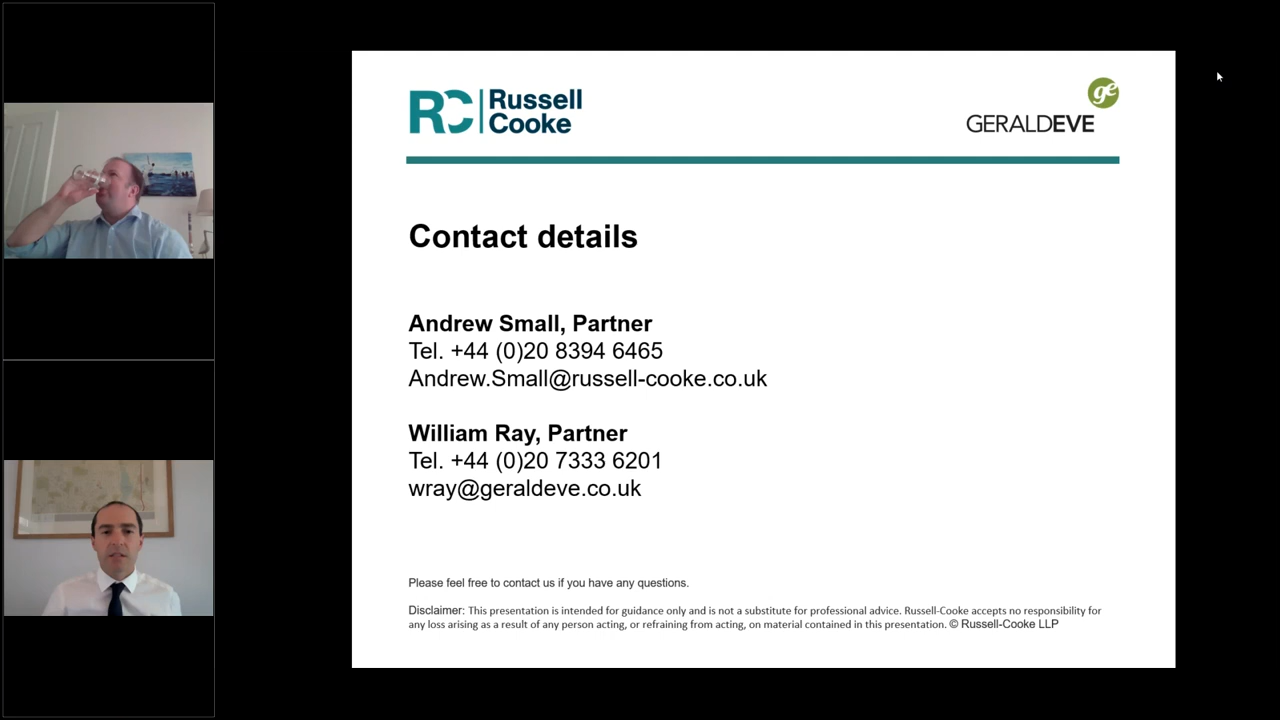 RC Russell
Cooke
ge
GERALDEVE
Contact details
Andrew Small, Partner
Tel. +44 (0)20 8394 6465
Andrew.Small@russell-cooke.co.uk
William Ray, Partner
Tel. +44 (0)20 7333 6201
wray@geraldeve.co.uk
Please feel free to contact us if you have any questions.
Disclaimer: This presentation is intended for guidance only and is not a substitute for professional advice. Russell-Cooke accepts no responsibility for
any loss arising as a result of any person acting, or refraining from acting, on material contained in this presentation. © Russell-Cooke LLP